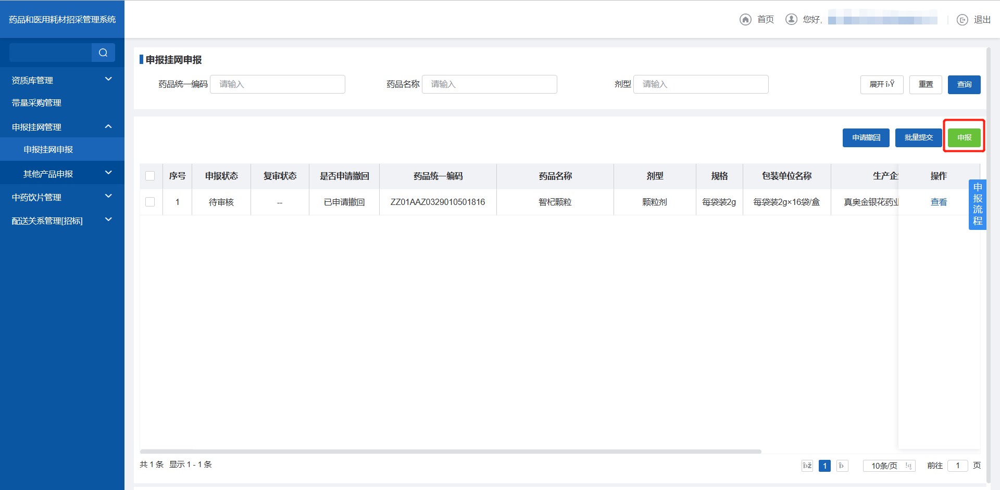 药品和医用耗材招采管理系统
首页
您好,
退出
资质库管理
带量采购管理
申报挂网管理
申报挂网申报
其他产品申报
中药饮片管理
配送关系管理[招标]
申报挂网申报
药品统一编码 请输入 药品名称 请输入 剂型 请输入 展开 î›Ÿ 重置 查询
申请撤回 批量提交 申报
序号 申报状态 复审状态 是否申请撤回 药品统一编码 药品名称 剂型 规格 包装单位名称 生产企 操作
1 待审核 -- 已申请撤回 ZZ01AAZ0329010501816 智杞颗粒 颗粒剂 每袋装2g 每袋装2g×16袋/盒 真奥金银花药业 查看
申报流程
共 1 条 显示 1 - 1 条
î›ž 1 î› 10条/页 前往 1 页